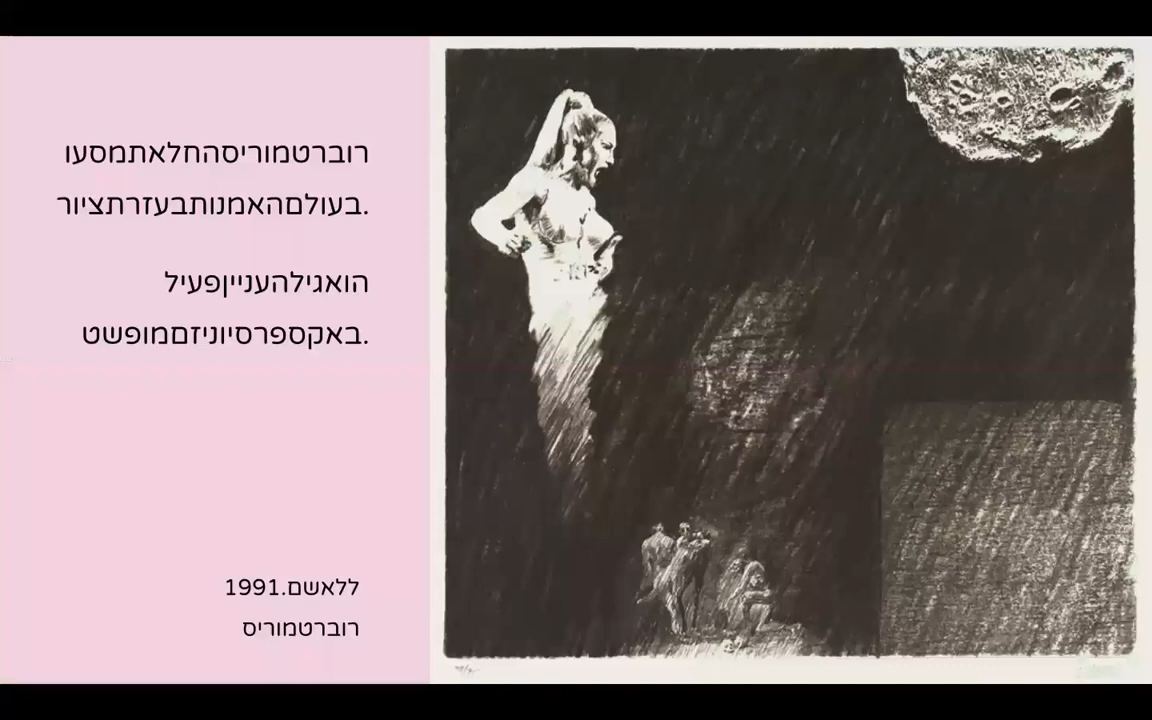 רוברטמוריסהחלאתמסעו
בעולםהאמנותבעזרתציור.
הואגילהענייןפעיל
באקספרסיוניזםמופשט.
ללאשם.1991
רוברטמוריס